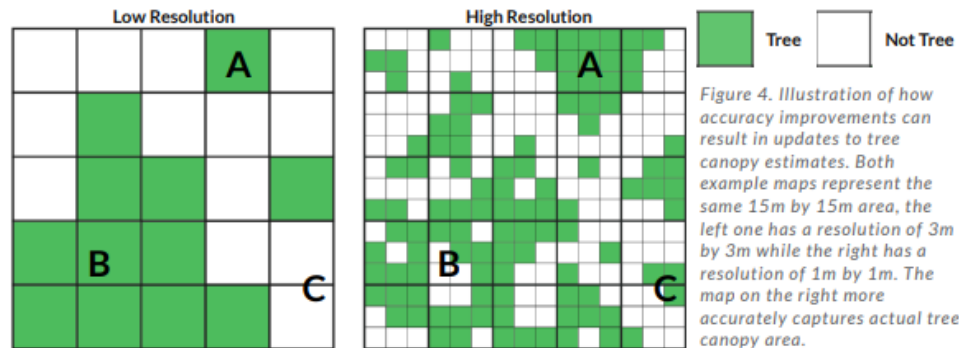 Low Resolution
High Resolution
A
B
C
A
B
C
Tree
Not Tree
Figure 4. Illustration of how
accuracy improvements can
result in updates to tree
canopy estimates. Both
example maps represent the
same 15m by 15m area, the
left one has a resolution of 3m
by 3m while the right has a
resolution of 1m by 1m. The
map on the right more
accurately captures actual tree
canopy area.